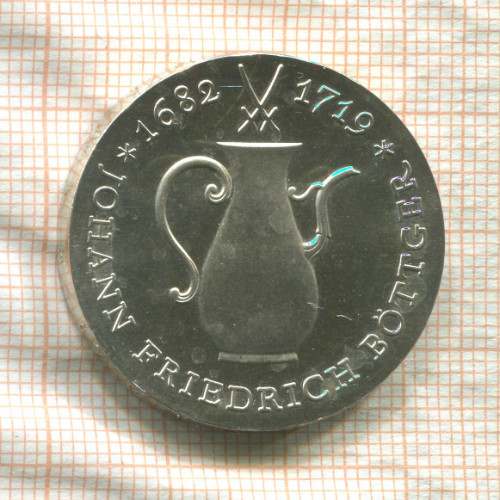 * 1682 1719 *
JOHANN FRIEDRICH BÖTTGER